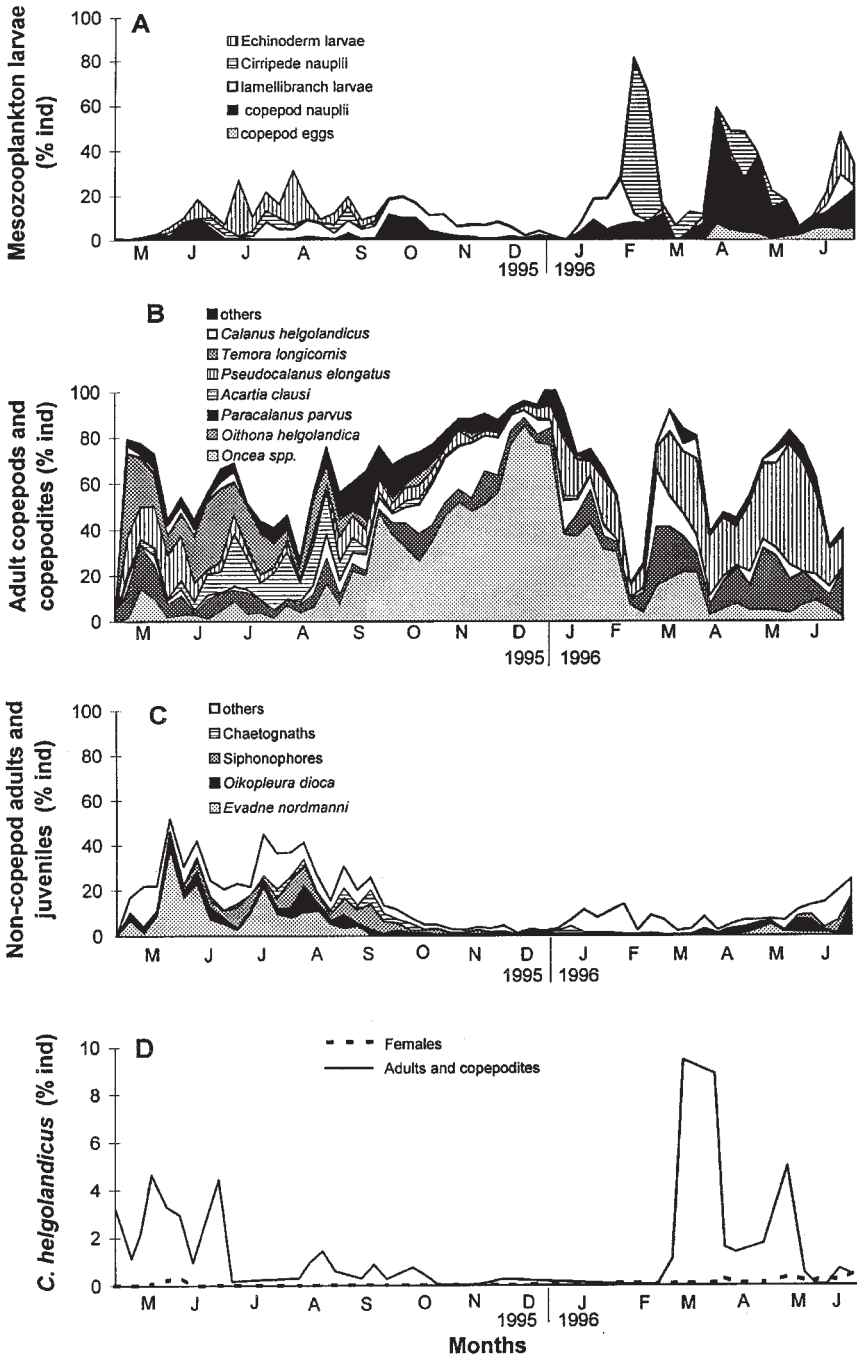 A
Mesozooplankton larvae
(% ind)
100
80
60
40
20
0
Echinoderm larvae
Cirripede nauplii
lamellibranch larvae
copepod nauplii
copepod eggs
M J J A S O N D J F M A M J
1995 1996
B
Adult copepods and
copepodites (% ind)
100
80
60
40
20
0
others
Calanus helgolandicus
Temora longicornis
Pseudocalanus elongatus
Acartia clausi
Paracalanus parvus
Oithona helgolandica
Oncea spp.
M J J A S O N D J F M A M J
1995 1996
C
Non-copepod adults and
juveniles (% ind)
100
80
60
40
20
0
others
Chaetognaths
Siphonophores
Oikopleura dioca
Evadne nordmanni
M J J A S O N D J F M A M J
1995 1996
D
C. helgolandicus (% ind)
10
8
6
4
2
0
Females
Adults and copepodites
M J J A S O N D J F M A M J
1995 1996
Months